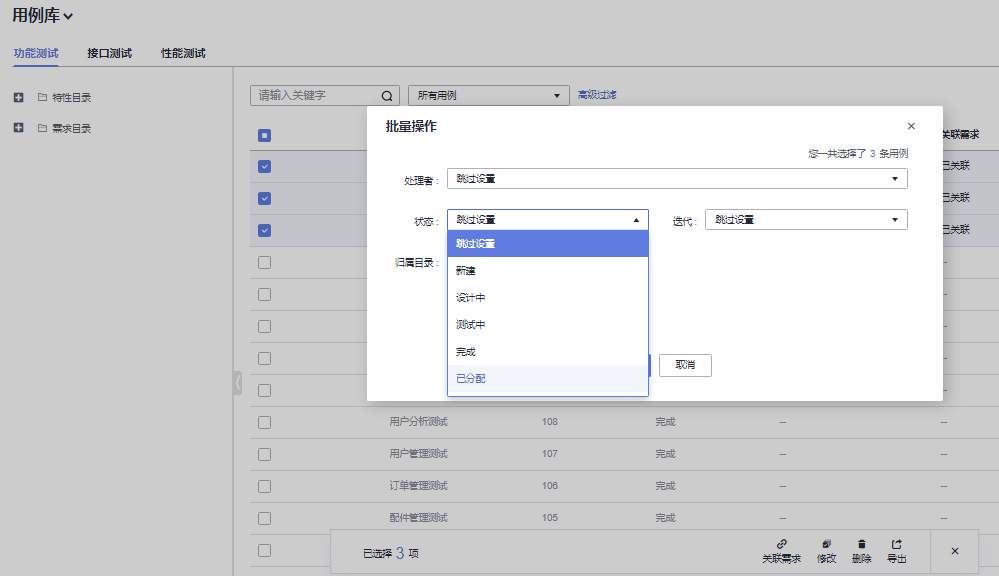 用例库
功能测试 接口测试 性能测试
特性目录
需求目录
请输入关键字 所有用例 高级过滤
批量操作
您一共选择了 3 条用例
关联需求
处理者： 跳过设置
已关联
已关联
已关联
状态： 跳过设置 迭代： 跳过设置
跳过设置
归属目录：
新建
设计中
测试中
完成
已分配
取消
用户分析测试 108 完成 -- --
用户管理测试 107 完成 -- --
订单管理测试 106 完成 -- --
配件管理测试 105 完成 -- --
已选择 3 项
关联需求 修改 删除 导出